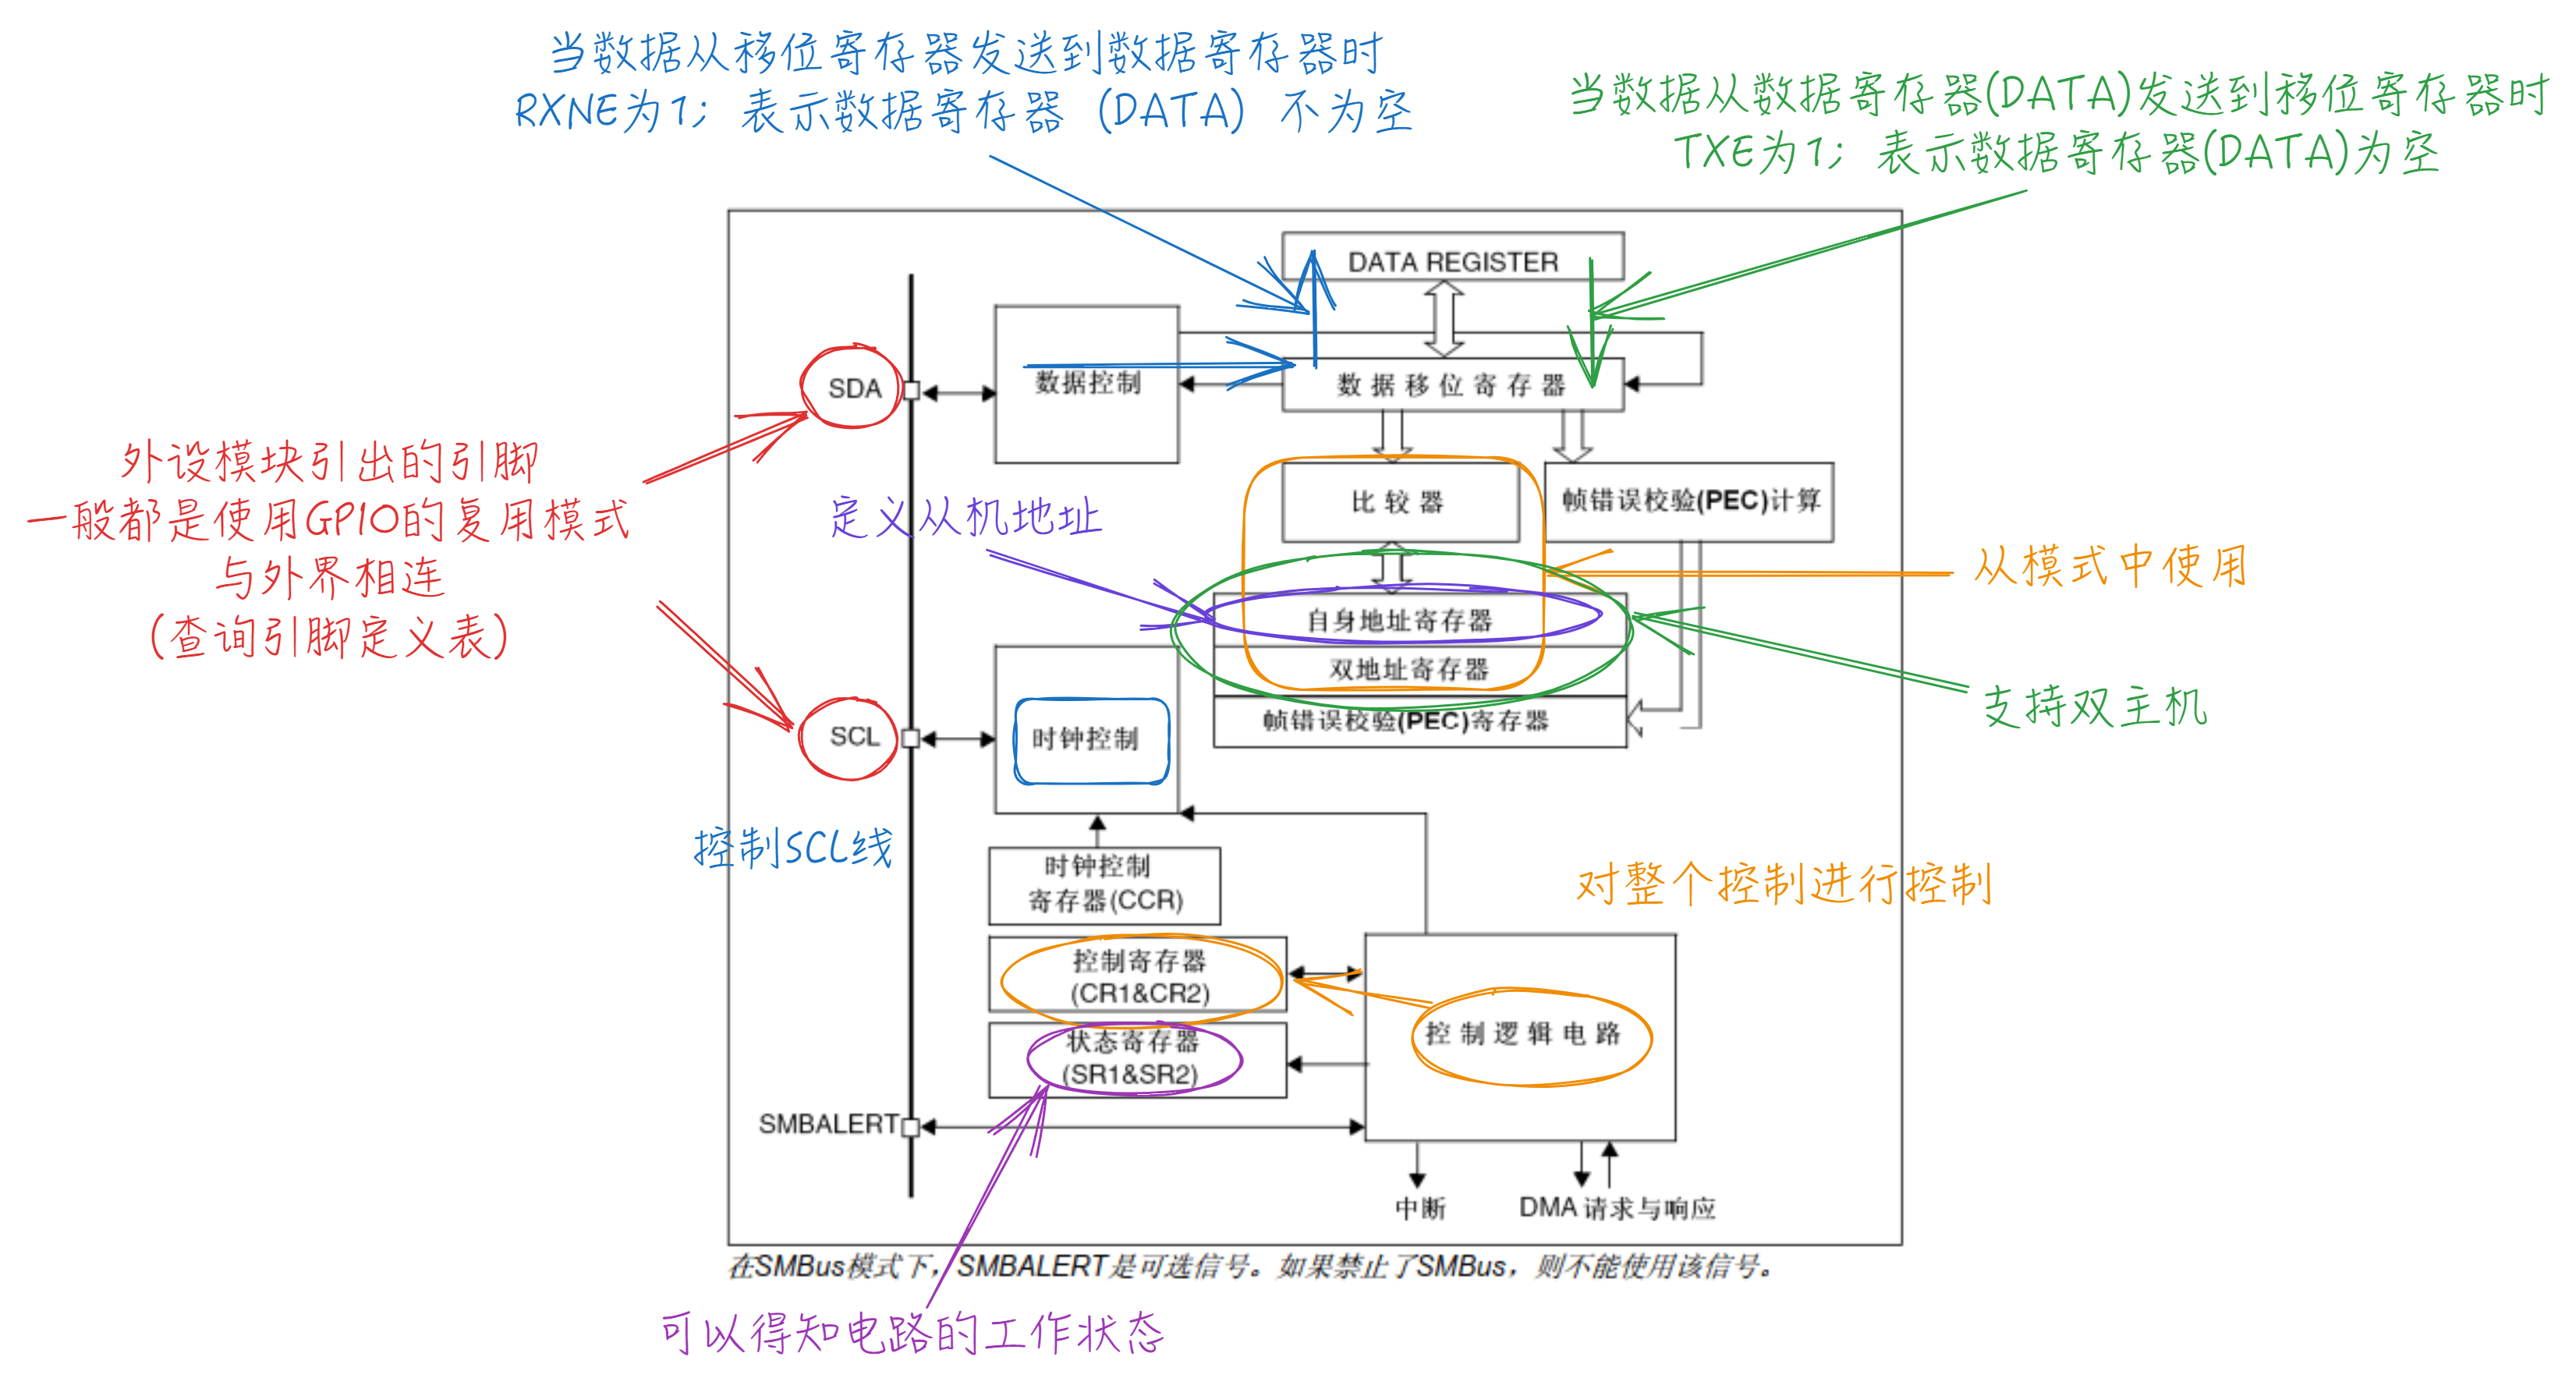 当数据从移位寄存器发送到数据寄存器时
RXNE为1；表示数据寄存器（DATA）不为空
当数据从数据寄存器(DATA)发送到移位寄存器时
TXE为1；表示数据寄存器(DATA)为空
DATA REGISTER
SDA
数据控制
数据移位寄存器
外设模块引出的引脚
一般都是使用GPIO的复用模式
与外界相连
（查询引脚定义表）
定义从机地址
比较器
帧错误校验(PEC)计算
从模式中使用
自身地址寄存器
双地址寄存器
帧错误校验(PEC)寄存器
支持双主机
SCL
时钟控制
控制SCL线
时钟控制
寄存器(CCR)
对整个控制进行控制
控制寄存器
(CR1&CR2)
控制逻辑电路
状态寄存器
(SR1&SR2)
SMBALERT
中断
DMA 请求与响应
在SMBus模式下，SMBALERT是可选信号。如果禁止了SMBus，则不能使用该信号。
可以得知电路的工作状态